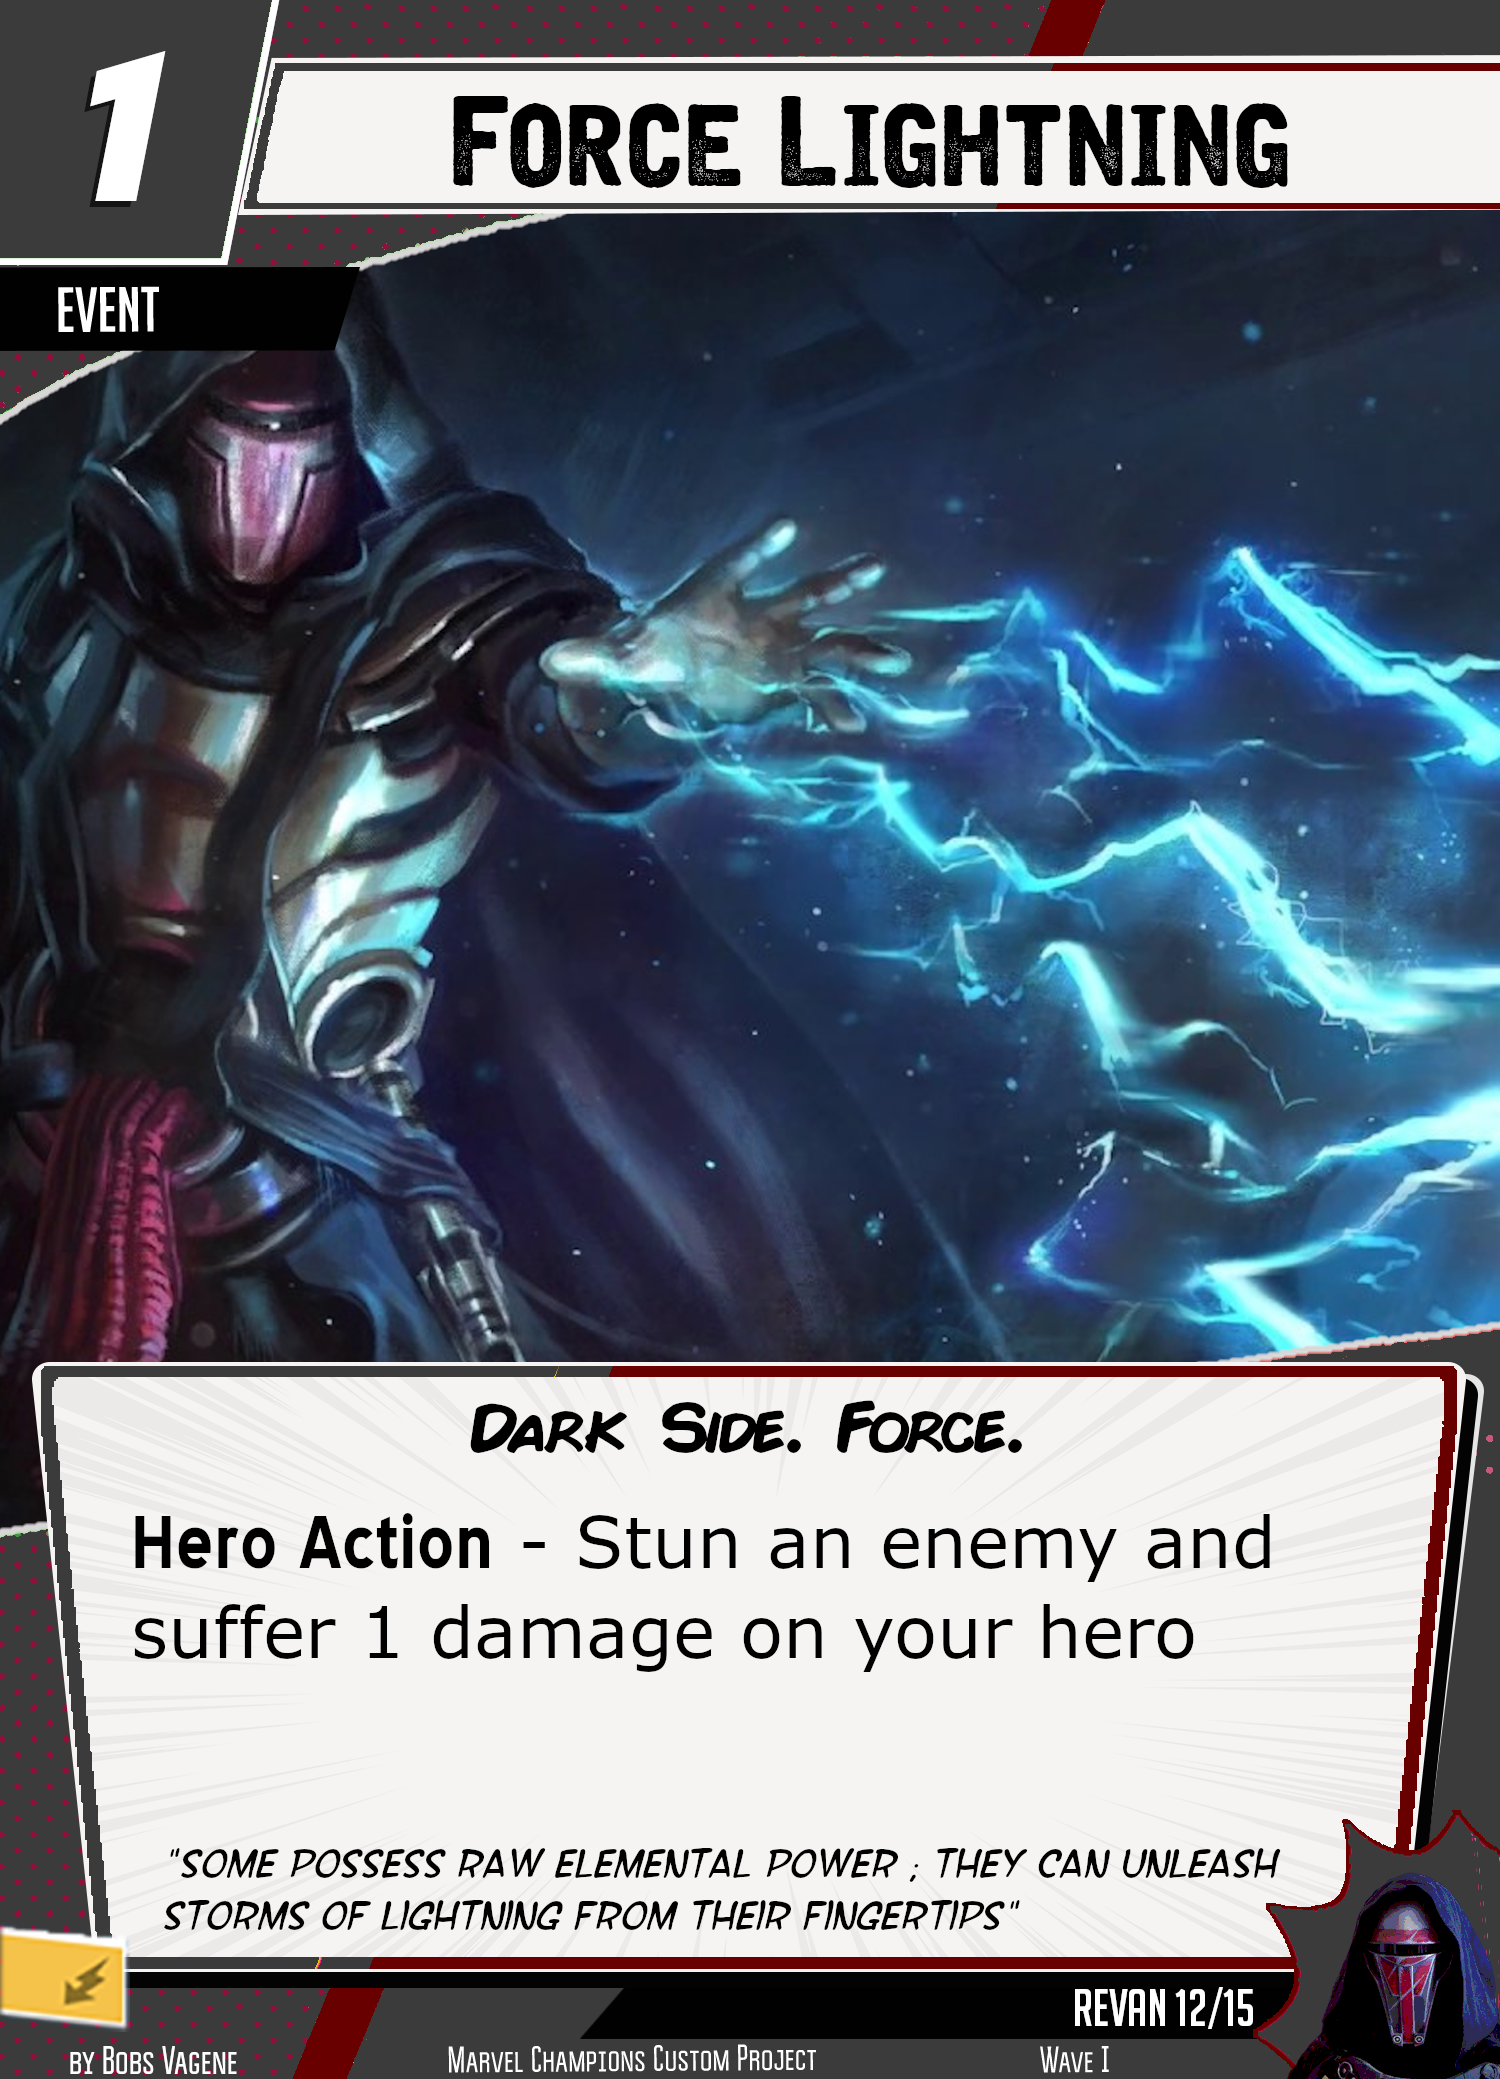 1
Force Lightning
EVENT
Dark Side. Force.
Hero Action - Stun an enemy and
suffer 1 damage on your hero
"SOME POSSESS RAW ELEMENTAL POWER ; THEY CAN UNLEASH
STORMS OF LIGHTNING FROM THEIR FINGERTIPS"
REVAN 12/15
BY BOBS VAGENE
MARVEL CHAMPIONS CUSTOM PROJECT
WAVE I